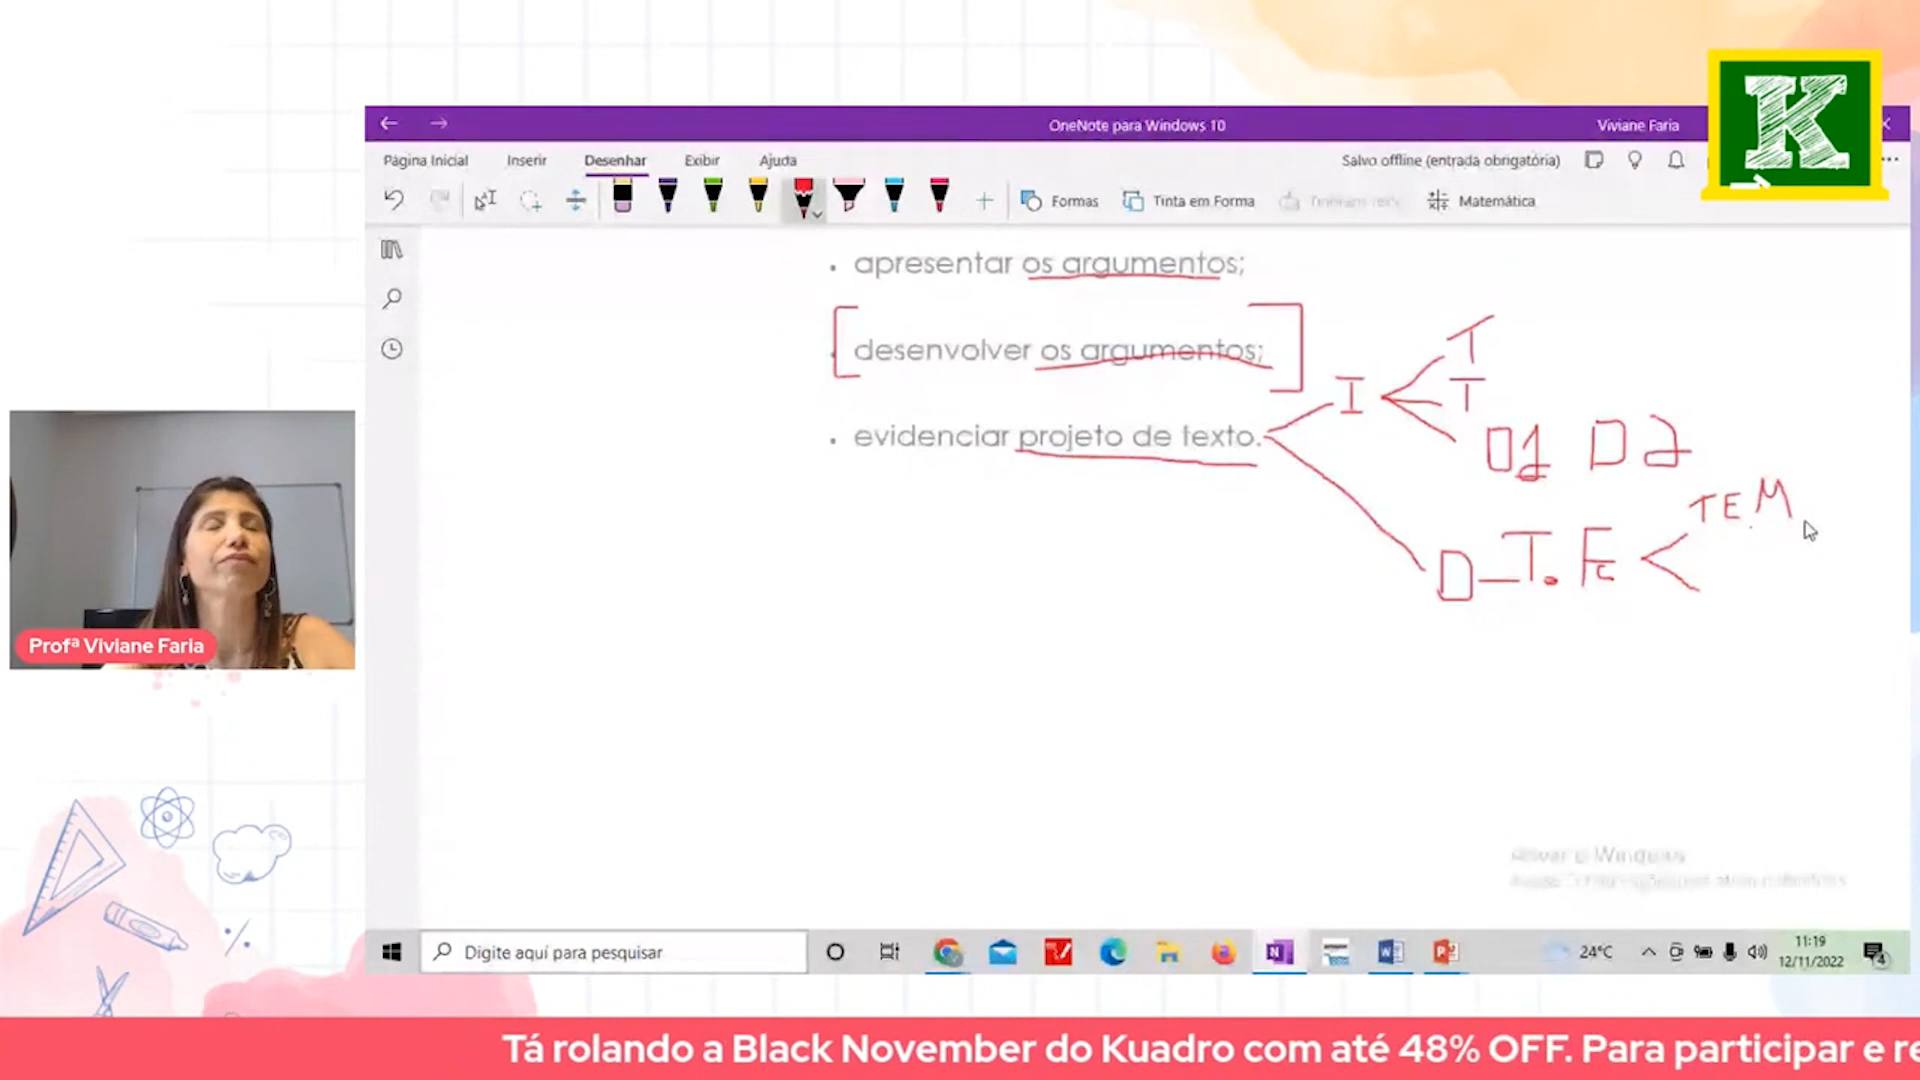 K
OneNote para Windows 10
Viviane Faria
Página Inicial Inserir Desenhar Exibir Ajuda
Salvo offline (entrada obrigatória)
Formas Tinta em Forma Matemática
. apresentar os argumentos;
desenvolver os argumentos;
. evidenciar projeto de texto.
I
T
T
D1 D2
D T. F
TEM
Profª Viviane Faria
Ativar o Windows
Digite aqui para pesquisar
24°C
11:19
12/11/2022
4
Tá rolando a Black November do Kuadro com até 48% OFF. Para participar e re